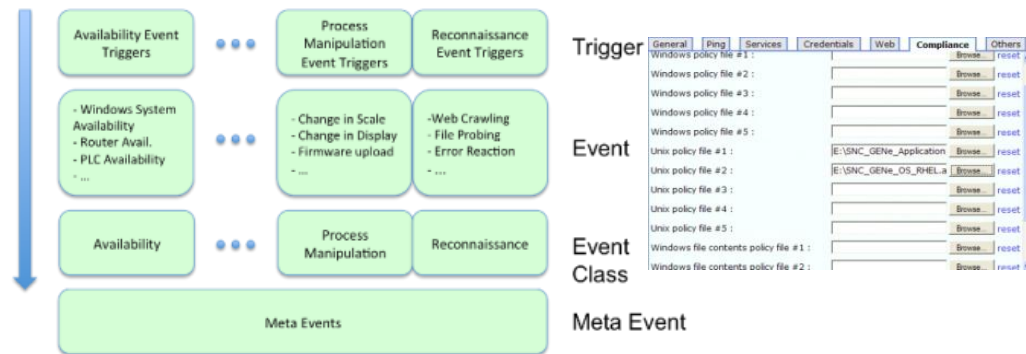 Availability Event
Triggers
Process
Manipulation
Event Triggers
Reconnaissance
Event Triggers
Trigger
- Windows System
Availability
- Router Avail.
- PLC Availability
- ...
- Change in Scale
- Change in Display
- Firmware upload
- ...
-Web Crawling
- File Probing
- Error Reaction
- ...
Event
Availability
Process
Manipulation
Reconnaissance
Event
Class
Meta Events
Meta Event
General Ping Services Credentials Web Compliance Others
Windows policy file #1 : Browse... reset
Windows policy file #2 : Browse... reset
Windows policy file #3 : Browse... reset
Windows policy file #4 : Browse... reset
Windows policy file #5 : Browse... reset
Unix policy file #1 : E:\SNC_GENe_Application Browse... reset
Unix policy file #2 : E:\SNC_GENe_OS_RHEL.a Browse... reset
Unix policy file #3 : Browse... reset
Unix policy file #4 : Browse... reset
Unix policy file #5 : Browse... reset
Windows file contents policy file #1 : Browse... reset
Windows file contents policy file #2 : Browse... reset